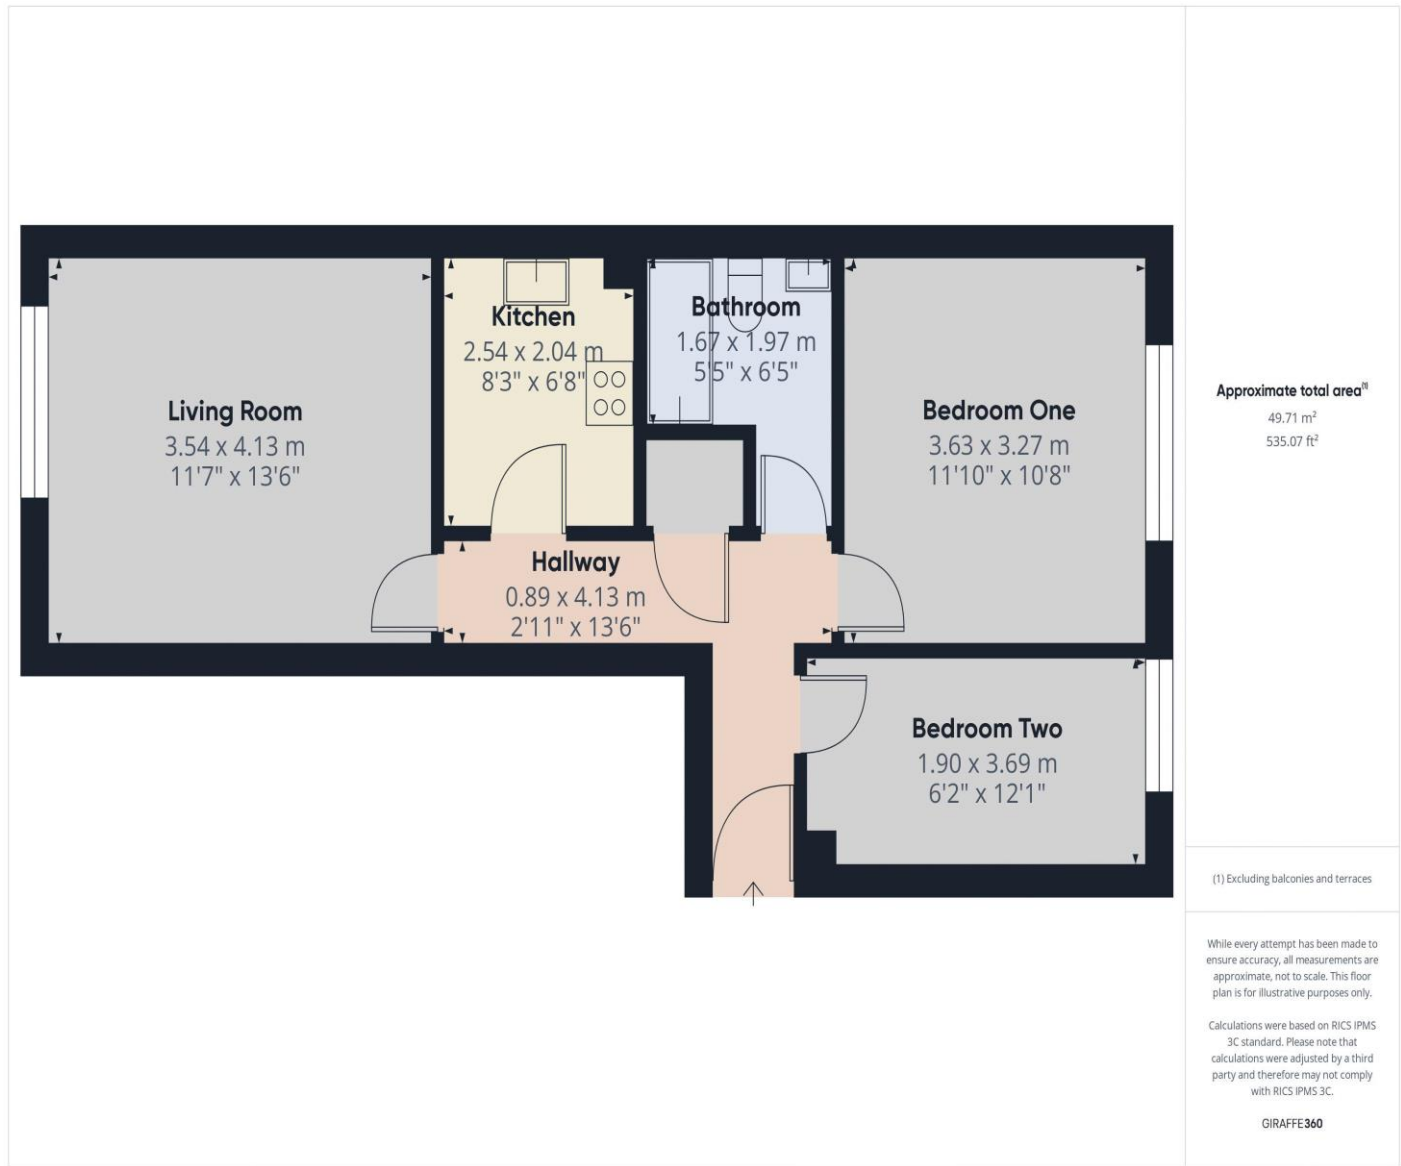 Living Room
3.54 x 4.13 m
11'7" x 13'6"
Kitchen
2.54 x 2.04 m
8'3" x 6'8"
Bathroom
1.67 x 1.97 m
5'5" x 6'5"
Bedroom One
3.63 x 3.27 m
11'10" x 10'8"
Hallway
0.89 x 4.13 m
2'11" x 13'6"
Bedroom Two
1.90 x 3.69 m
6'2" x 12'1"
Approximate total area(1)
49.71 m²
535.07 ft²
(1) Excluding balconies and terraces
While every attempt has been made to
ensure accuracy, all measurements are
approximate, not to scale. This floor
plan is for illustrative purposes only.
Calculations were based on RICS IPMS
3C standard. Please note that
calculations were adjusted by a third
party and therefore may not comply
with RICS IPMS 3C.
GIRAFFE360